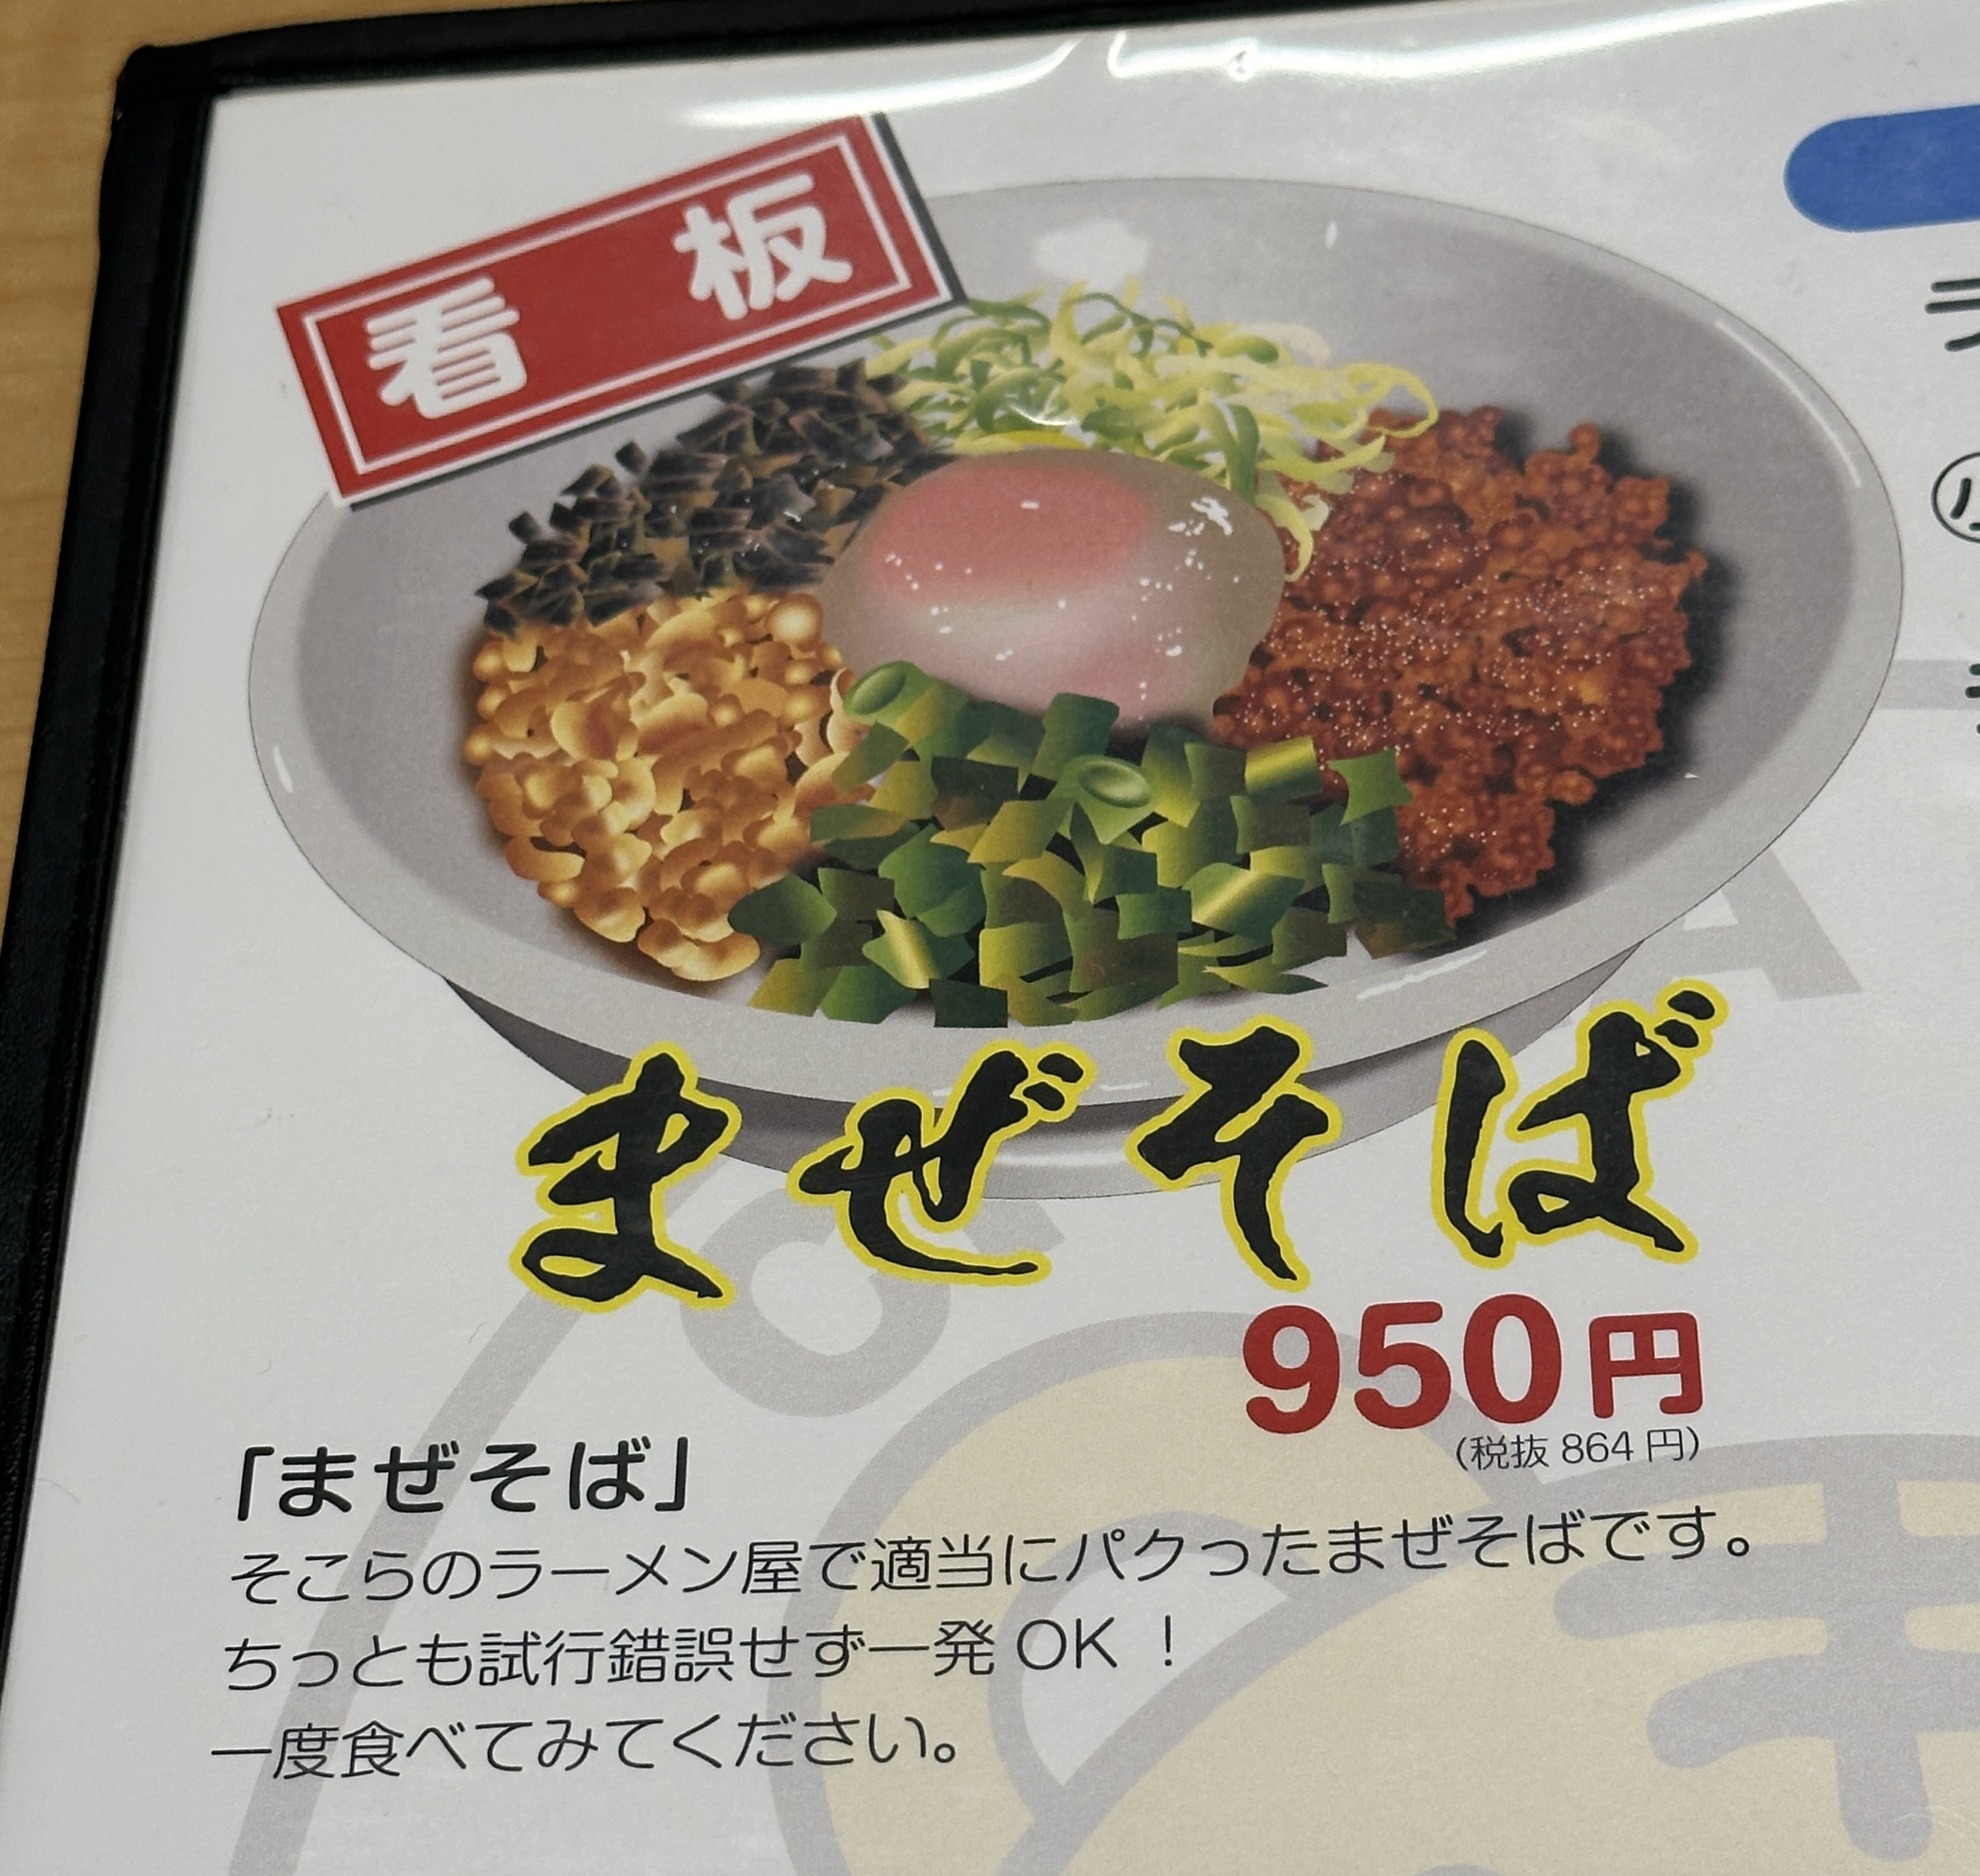 看板
まぜそば
950円
(税抜 864 円)
「まぜそば」
そこらのラーメン屋で適当にパクったまぜそばです。
ちっとも試行錯誤せず一発 OK ！
一度食べてみてください。